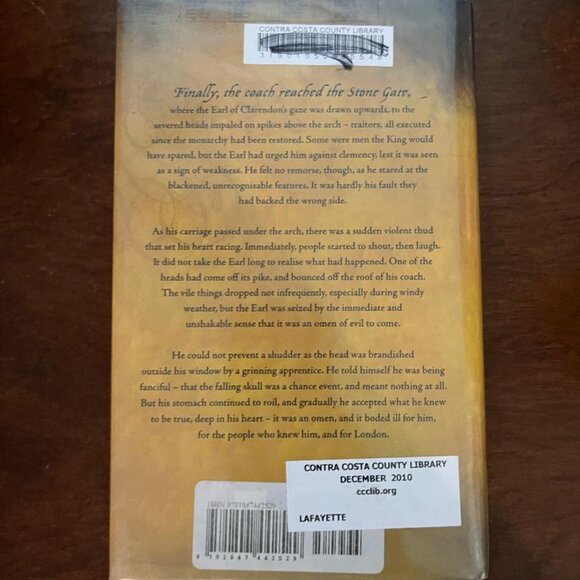 CONTRA COSTA COUNTY LIBRARY
Finally, the coach reached the Stone Gate,
where the Earl of Clarendon's gaze was drawn upwards, to the
severed heads impaled on spikes above the arch – traitors, all executed
since the monarchy had been restored. Some were men the King would
have spared, but the Earl had urged him against clemency, lest it was seen
as a sign of weakness. He felt no remorse, though, as he stared at the
blackened, unrecognisable features. It was hardly his fault they
had backed the wrong side.
As his carriage passed under the arch, there was a sudden violent thud
that set his heart racing. Immediately, people started to shout, then laugh.
It did not take the Earl long to realise what had happened. One of the
heads had come off its pike, and bounced off the roof of his coach.
The vile things dropped not infrequently, especially during windy
weather, but the Earl was seized by the immediate and
unshakable sense that it was an omen of evil to come.
He could not prevent a shudder as the head was brandished
outside his window by a grinning apprentice. He told himself he was being
fanciful – that the falling skull was a chance event, and meant nothing at all.
But his stomach continued to roil, and gradually he accepted what he knew
to be true, deep in his heart – it was an omen, and it boded ill for him,
for the people who knew him, and for London.
CONTRA COSTA COUNTY LIBRARY
DECEMBER 2010
ccclib.org
LAFAYETTE
ISBN 9781847442529
9 781847 442529